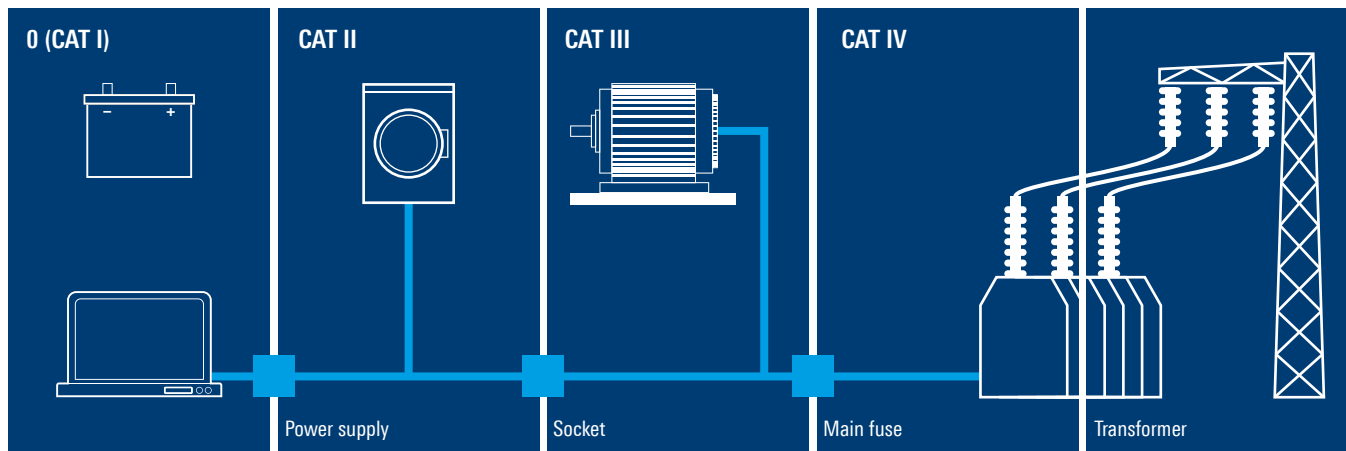 0 (CAT I)
CAT II
CAT III
CAT IV
− +
Power supply
Socket
Main fuse
Transformer